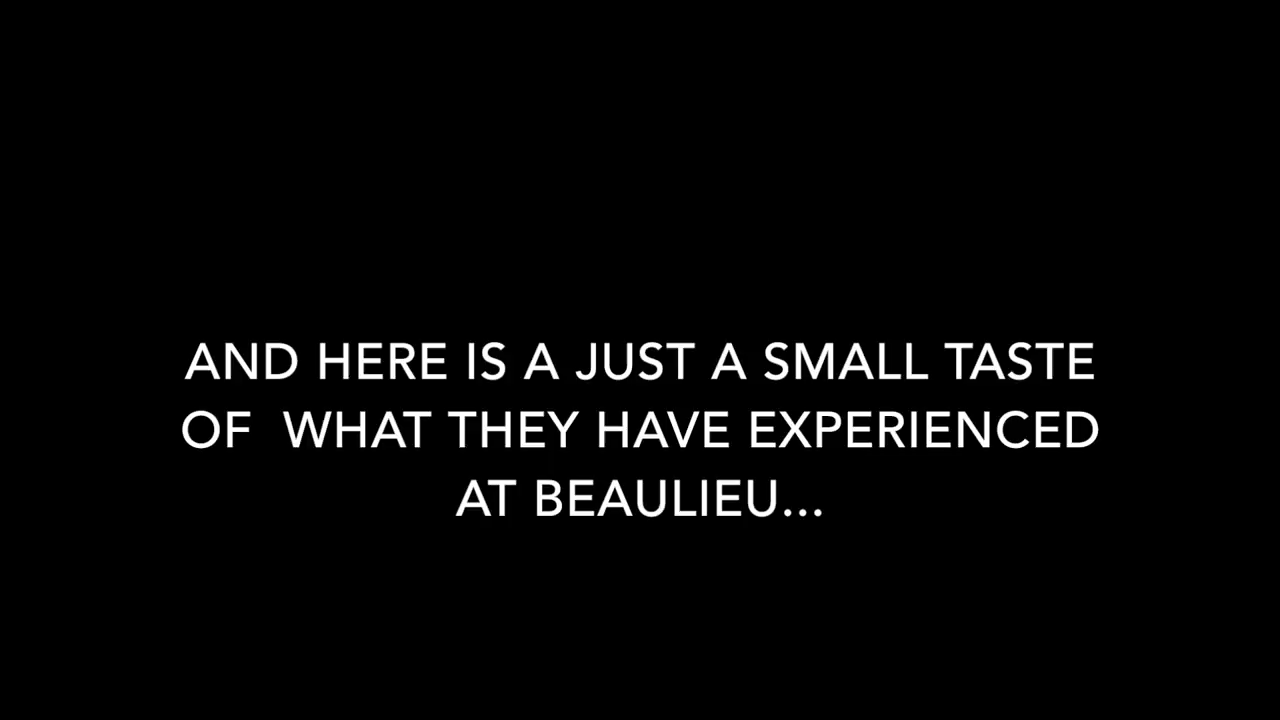 AND HERE IS A JUST A SMALL TASTE
OF  WHAT THEY HAVE EXPERIENCED
AT BEAULIEU...